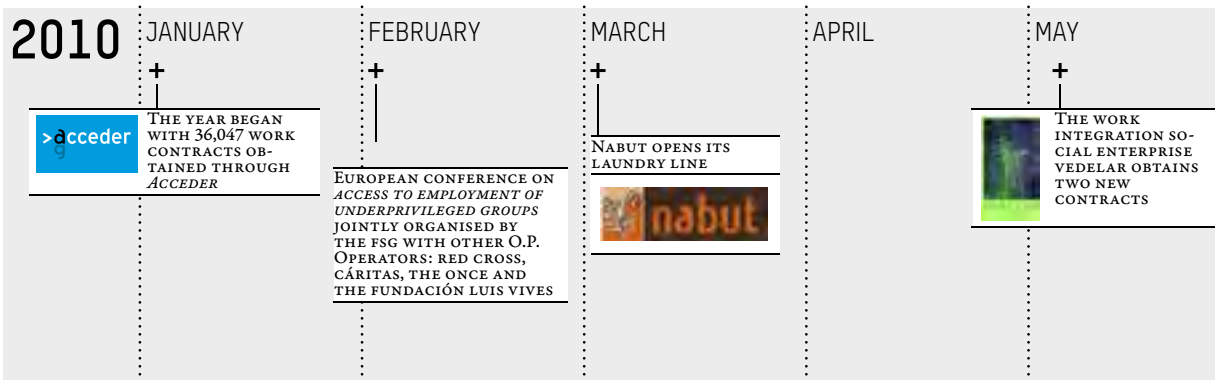 2010
JANUARY
FEBRUARY
MARCH
APRIL
MAY
>acceder
The year began
with 36,047 work
contracts ob-
tained through
Acceder
European conference on
access to employment of
underprivileged groups
jointly organised by
the fsg with other O.P.
Operators: red cross,
cáritas, the once and
the fundación luis vives
Nabut opens its
laundry line
nabut
The work
integration so-
cial enterprise
vedelar obtains
two new
contracts